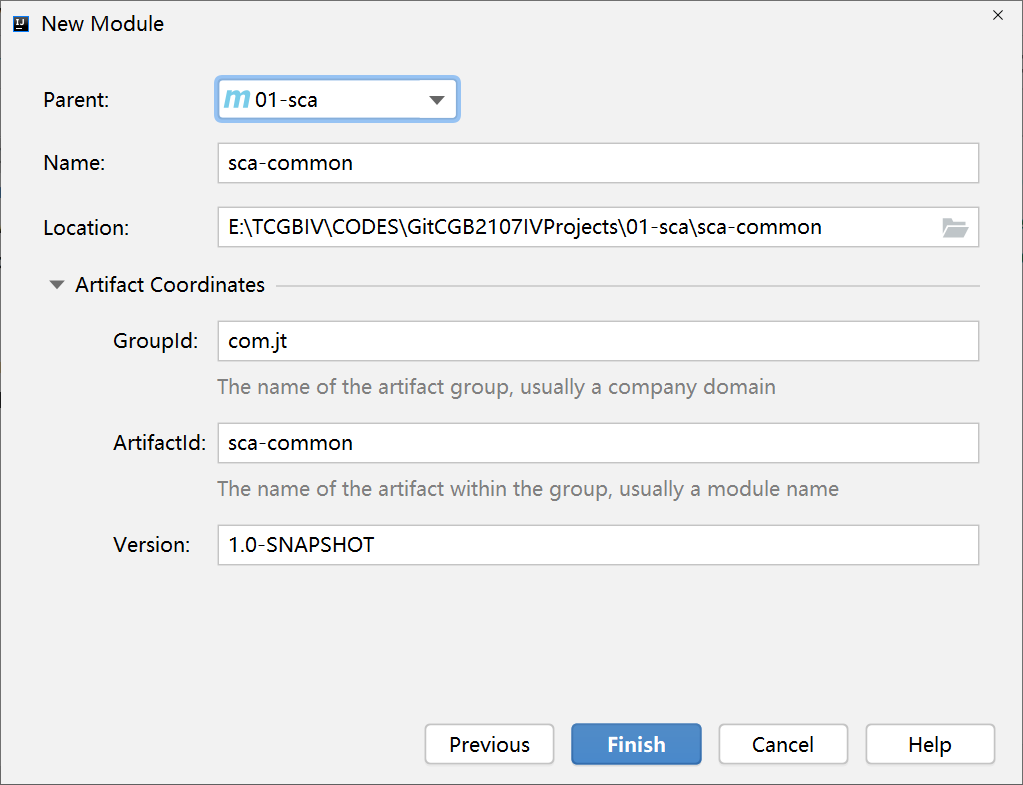 New Module
Parent: m 01-sca
Name: sca-common
Location: E:\TCGBIV\CODES\GitCGB2107IVProjects\01-sca\sca-common
Artifact Coordinates
GroupId: com.jt
The name of the artifact group, usually a company domain
ArtifactId: sca-common
The name of the artifact within the group, usually a module name
Version: 1.0-SNAPSHOT
Previous Finish Cancel Help